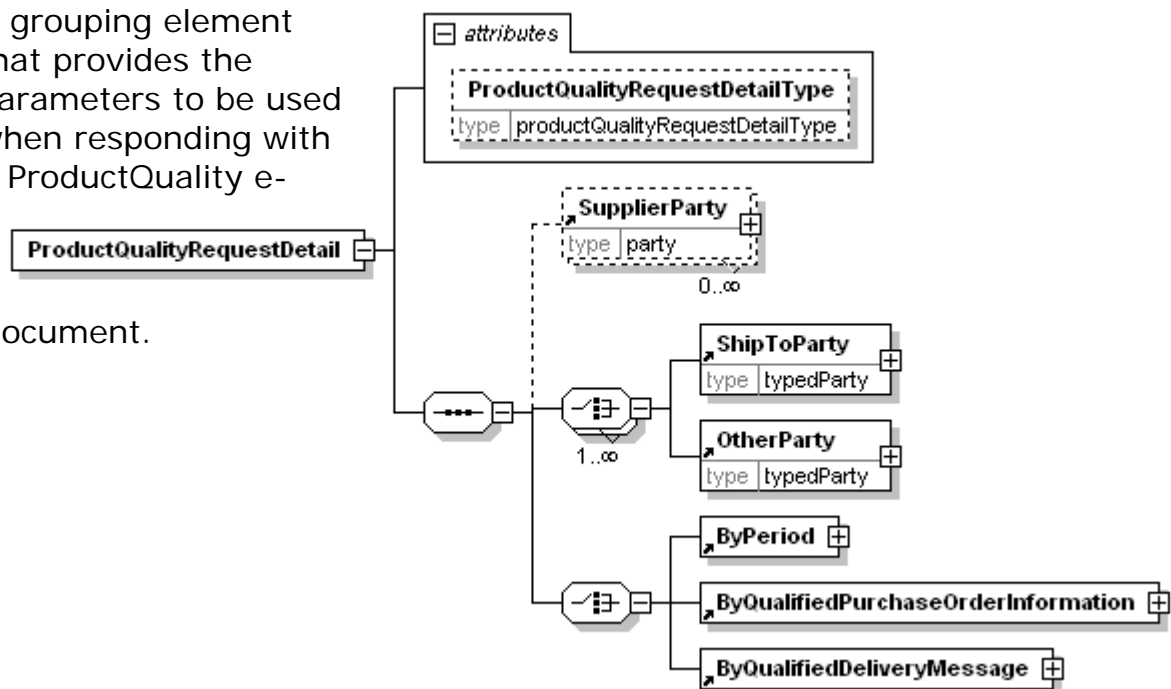 grouping element
hat provides the
arameters to be used
when responding with
ProductQuality e-
ocument.
attributes
ProductQualityRequestDetailType
type productQualityRequestDetailType
ProductQualityRequestDetail
SupplierParty
type party
0..∞
ShipToParty
type typedParty
1..∞
OtherParty
type typedParty
ByPeriod
ByQualifiedPurchaseOrderInformation
ByQualifiedDeliveryMessage